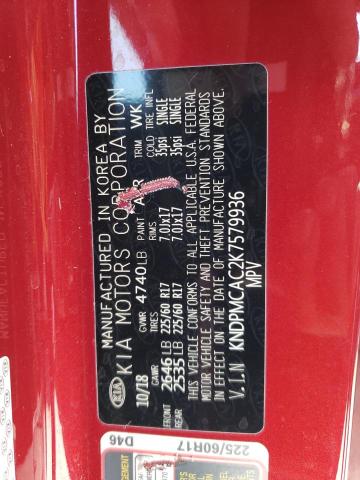 MANUFACTURED IN KOREA BY
KIA MOTORS CORPORATION
KIA
10/18 GVWR 4740LB PAINT TRIM WK
GAWR TIRES RIMS COLD TIRE INFL
FRONT 2646LB 225/60 R17 7.0Jx17 35psi SINGLE
REAR 2535LB 225/60 R17 7.0Jx17 35psi SINGLE
THIS VEHICLE CONFORMS TO ALL APPLICABLE U.S.A. FEDERAL
MOTOR VEHICLE SAFETY AND THEFT PREVENTION STANDARDS
IN EFFECT ON THE DATE OF MANUFACTURE SHOWN ABOVE.
V.I.N KNDPMCAC2K7579936
MPV
D46
225/60R17